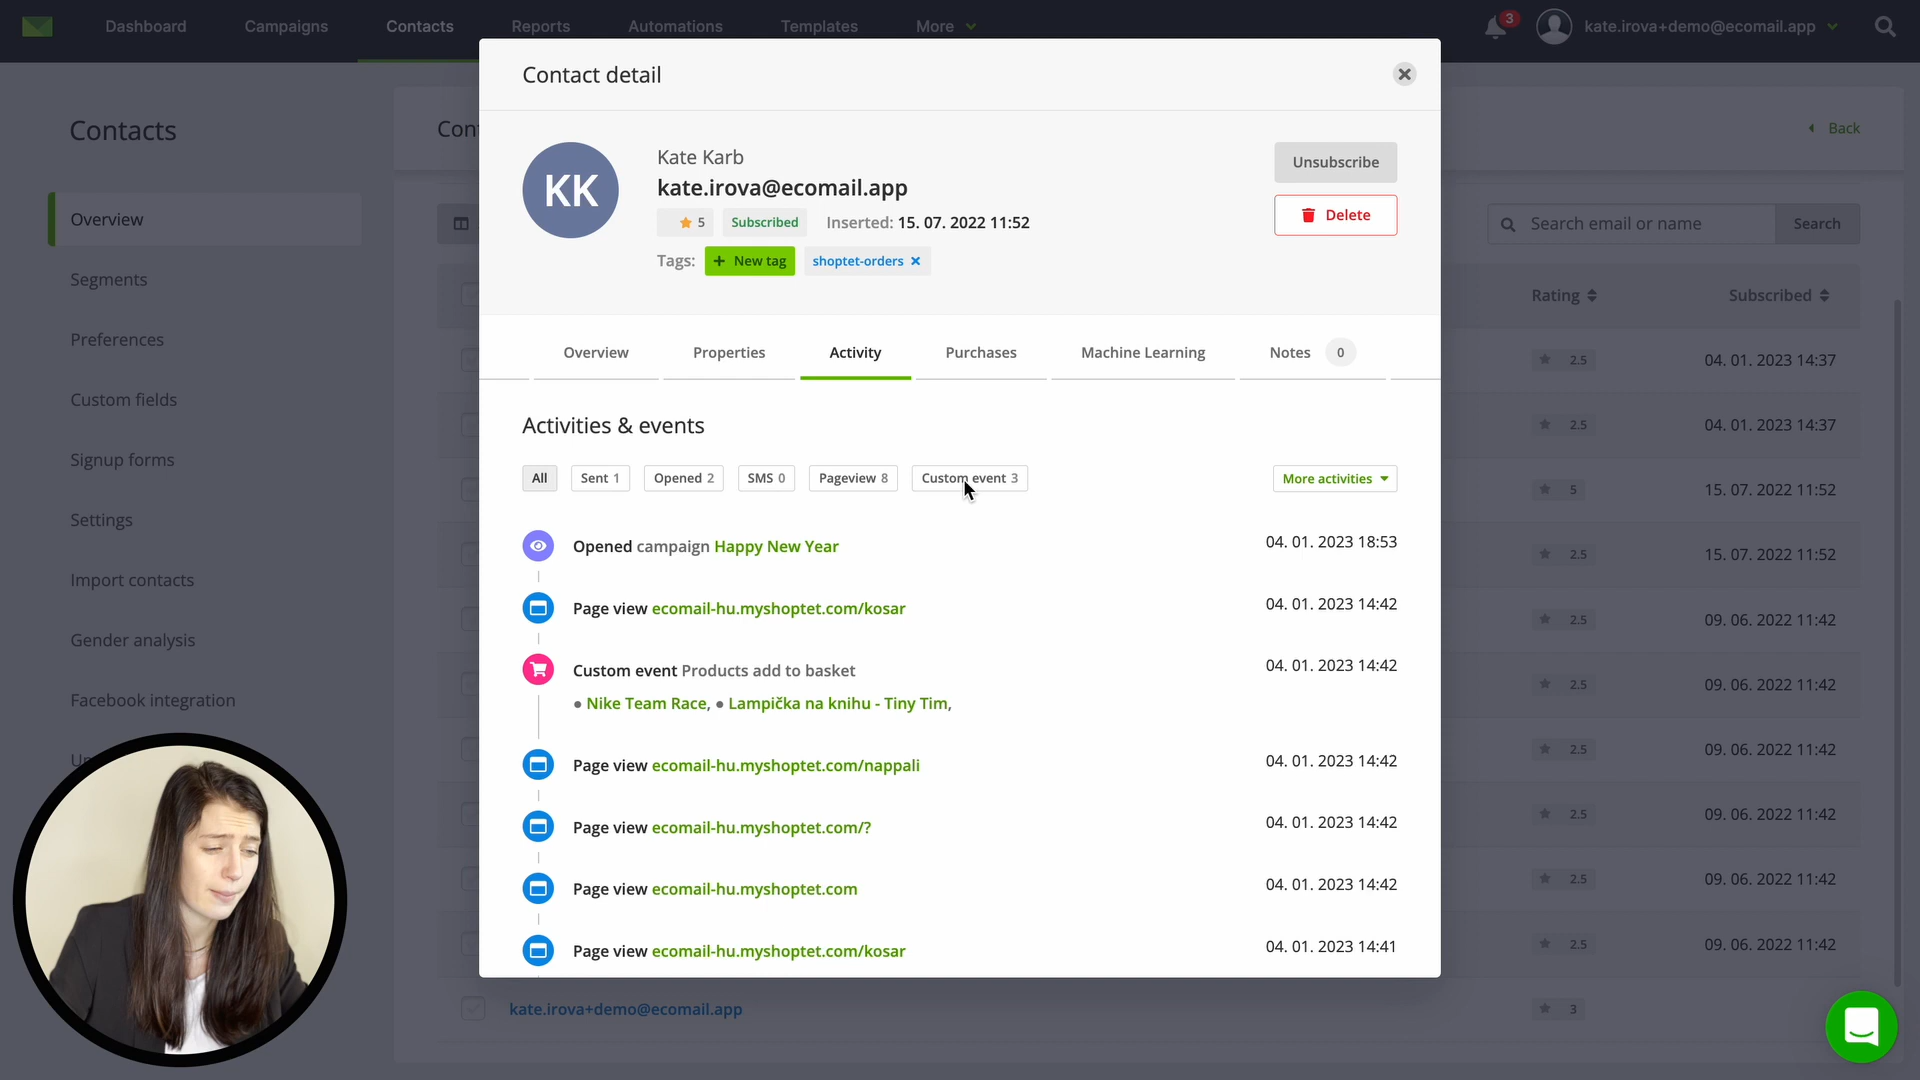 Dashboard Campaigns Contacts Reports Automations Templates More 3 kate.irova+demo@ecomail.app
Contact detail
Contacts
Back
Overview
Segments
Preferences
Custom fields
Signup forms
Settings
Import contacts
Gender analysis
Facebook integration
KK
Kate Karb
kate.irova@ecomail.app
5 Subscribed Inserted: 15. 07. 2022 11:52
Tags: + New tag shoptet-orders ×
Unsubscribe
Delete
Search email or name Search
Overview Properties Activity Purchases Machine Learning Notes 0
Activities & events
All Sent 1 Opened 2 SMS 0 Pageview 8 Custom event 3 More activities
Opened campaign Happy New Year 04. 01. 2023 18:53
Page view ecomail-hu.myshoptet.com/kosar 04. 01. 2023 14:42
Custom event Products add to basket 04. 01. 2023 14:42
• Nike Team Race, • Lampička na knihu - Tiny Tim,
Page view ecomail-hu.myshoptet.com/nappali 04. 01. 2023 14:42
Page view ecomail-hu.myshoptet.com/? 04. 01. 2023 14:42
Page view ecomail-hu.myshoptet.com 04. 01. 2023 14:42
Page view ecomail-hu.myshoptet.com/kosar 04. 01. 2023 14:41
Rating Subscribed
2.5 04. 01. 2023 14:37
2.5 04. 01. 2023 14:37
5 15. 07. 2022 11:52
2.5 15. 07. 2022 11:52
2.5 09. 06. 2022 11:42
2.5 09. 06. 2022 11:42
2.5 09. 06. 2022 11:42
2.5 09. 06. 2022 11:42
2.5 09. 06. 2022 11:42
2.5 09. 06. 2022 11:42
kate.irova+demo@ecomail.app 3